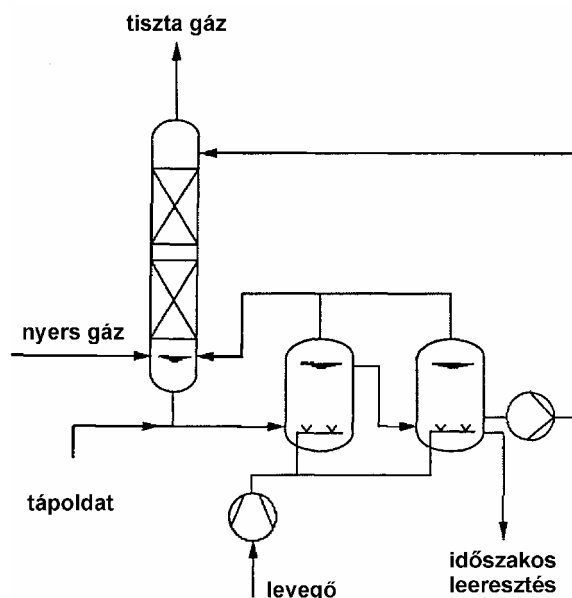 tiszta gáz
nyers gáz
tápoldat
levegő
időszakos
leeresztés